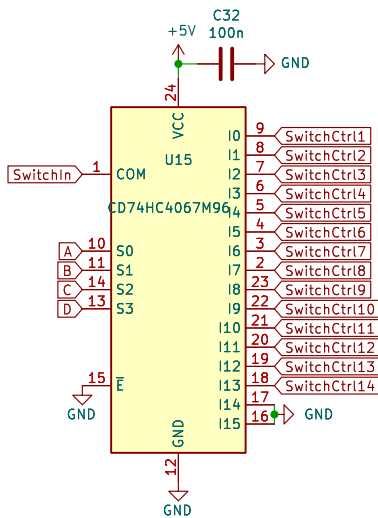 C32
100n
+5V
GND
24
VCC
U15
CD74HC4067M96
SwitchIn 1 COM
A 10 S0
B 11 S1
C 14 S2
D 13 S3
15 E
GND
I0 9 SwitchCtrl1
I1 8 SwitchCtrl2
I2 7 SwitchCtrl3
I3 6 SwitchCtrl4
I4 5 SwitchCtrl5
I5 4 SwitchCtrl6
I6 3 SwitchCtrl7
I7 2 SwitchCtrl8
I8 23 SwitchCtrl9
I9 22 SwitchCtrl10
I10 21 SwitchCtrl11
I11 20 SwitchCtrl12
I12 19 SwitchCtrl13
I13 18 SwitchCtrl14
I14 17
I15 16
GND
GND
12
GND